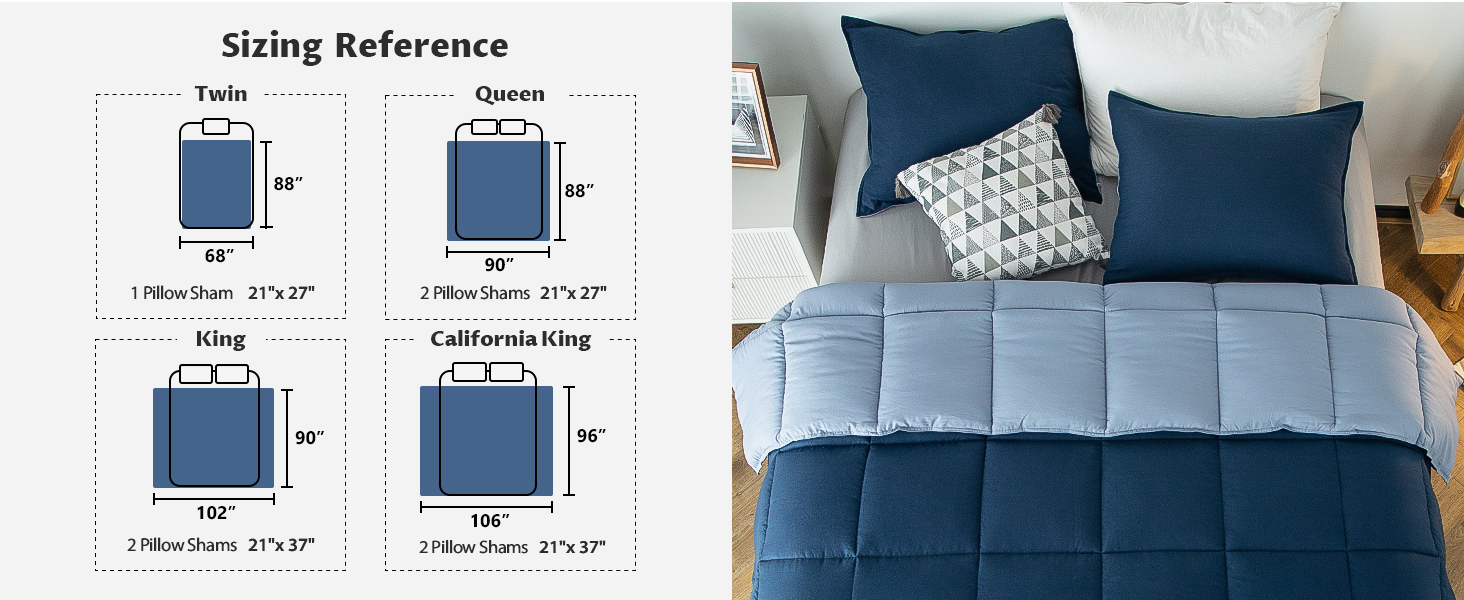 Sizing Reference
Twin
88”
68”
1 Pillow Sham 21"x 27"
Queen
88”
90”
2 Pillow Shams 21"x 27"
King
90”
102”
2 Pillow Shams 21"x 37"
California King
96”
106”
2 Pillow Shams 21"x 37"